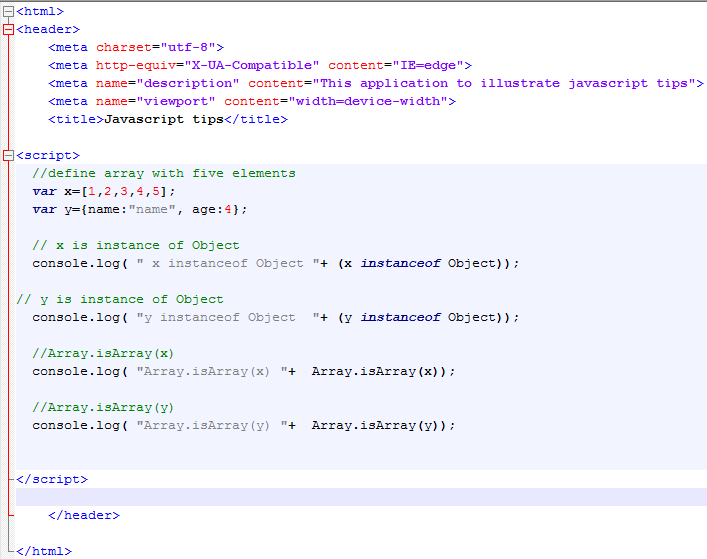 <html>
<header>
<meta charset="utf-8">
<meta http-equiv="X-UA-Compatible" content="IE=edge">
<meta name="description" content="This application to illustrate javascript tips">
<meta name="viewport" content="width=device-width">
<title>Javascript tips</title>
<script>
//define array with five elements
var x=[1,2,3,4,5];
var y={name:"name", age:4};
// x is instance of Object
console.log( " x instanceof Object "+ (x instanceof Object));
// y is instance of Object
console.log( "y instanceof Object  "+ (y instanceof Object));
//Array.isArray(x)
console.log( "Array.isArray(x) "+  Array.isArray(x));
//Array.isArray(y)
console.log( "Array.isArray(y) "+  Array.isArray(y));
</script>
</header>
</html>